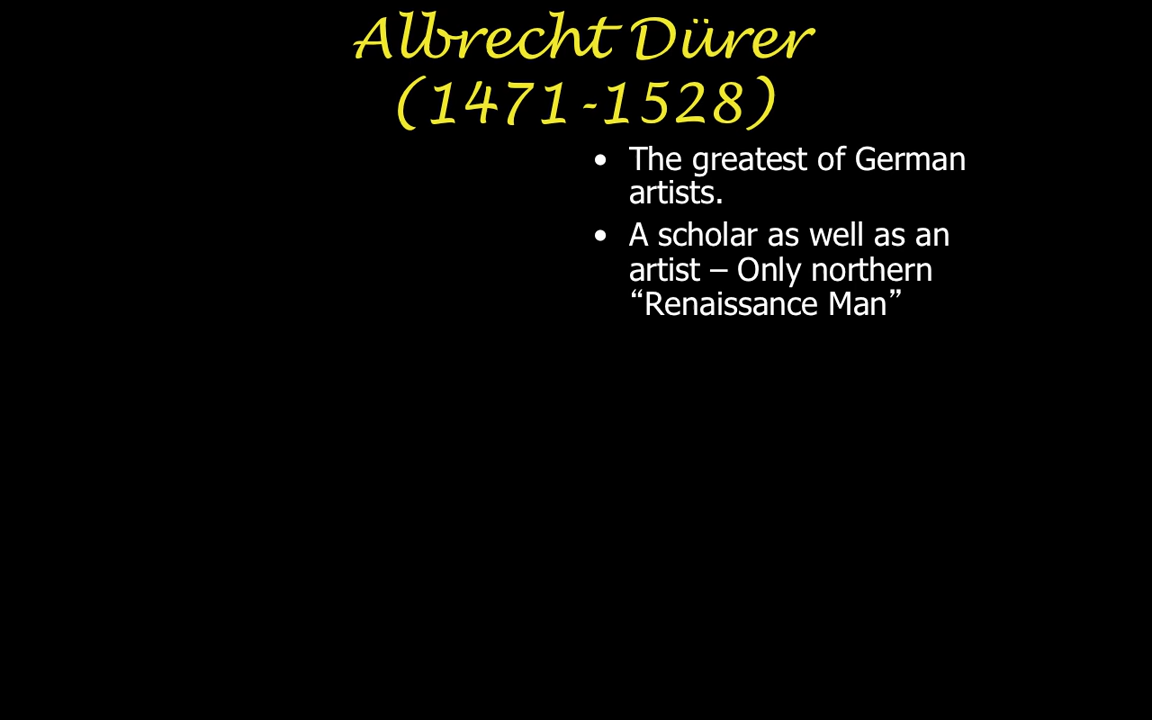 Albrecht Dürer
(1471-1528)
• The greatest of German
artists.
• A scholar as well as an
artist – Only northern
“Renaissance Man”